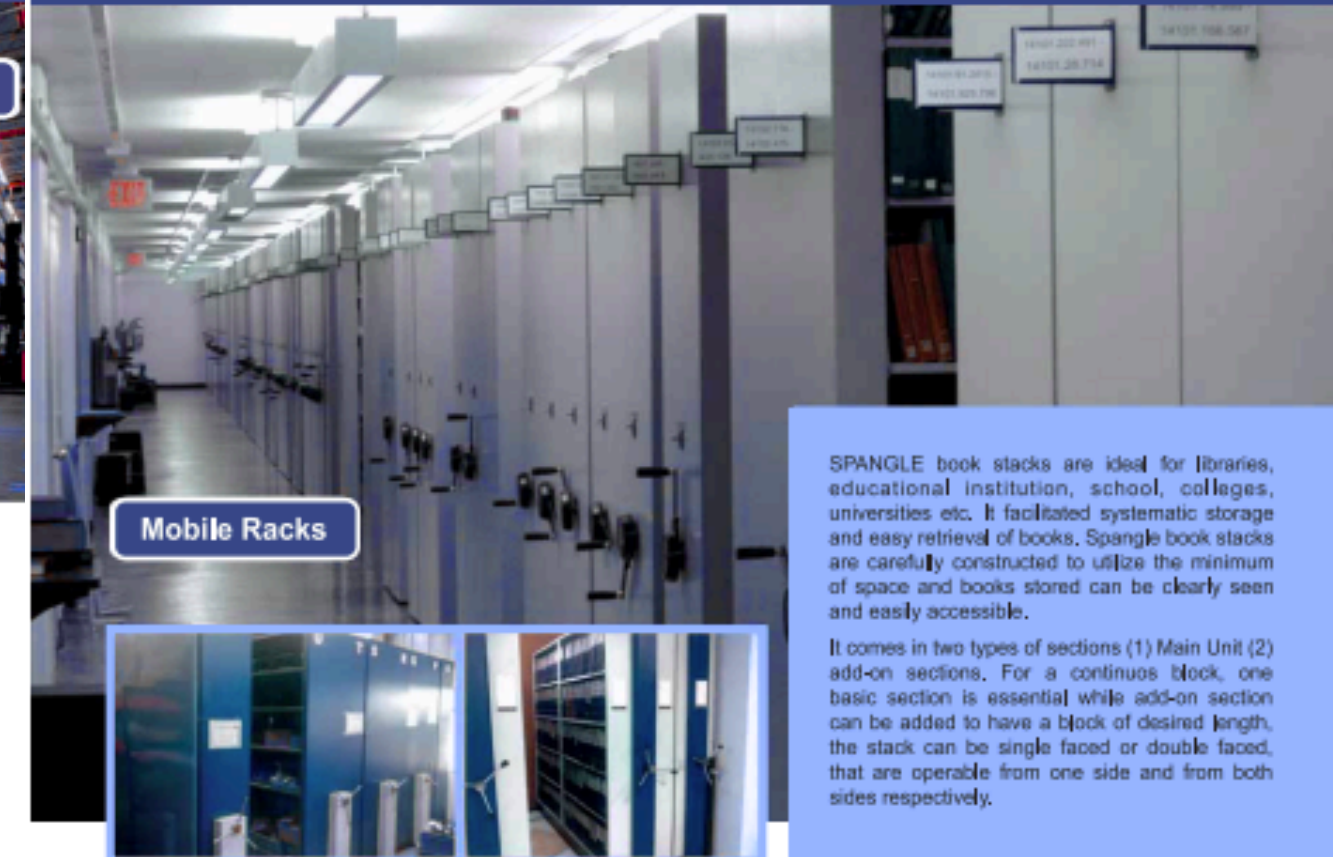 EXIT
14101.20.714
Mobile Racks
SPANGLE book stacks are ideal for libraries,
educational institution, school, colleges,
universities etc. It facilitated systematic storage
and easy retrieval of books. Spangle book stacks
are carefully constructed to utilize the minimum
of space and books stored can be clearly seen
and easily accessible.
It comes in two types of sections (1) Main Unit (2)
add-on sections. For a continuos block, one
basic section is essential while add-on section
can be added to have a block of desired length,
the stack can be single faced or double faced,
that are operable from one side and from both
sides respectively.